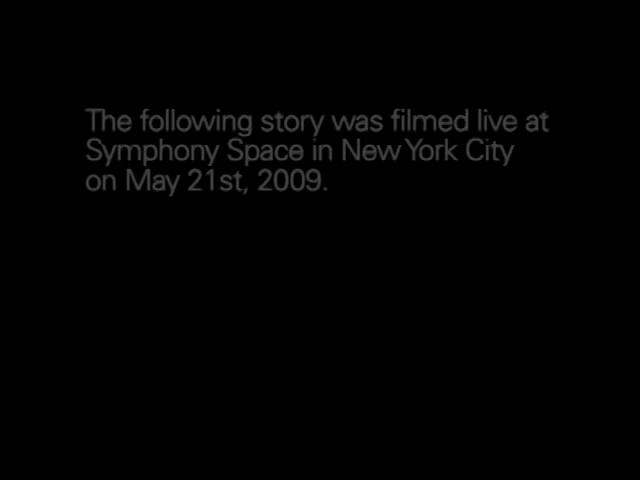 The following story was filmed live at
Symphony Space in New York City
on May 21st, 2009.